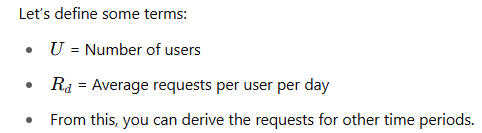 Let's define some terms:
• U = Number of users
• R_d = Average requests per user per day
• From this, you can derive the requests for other time periods.